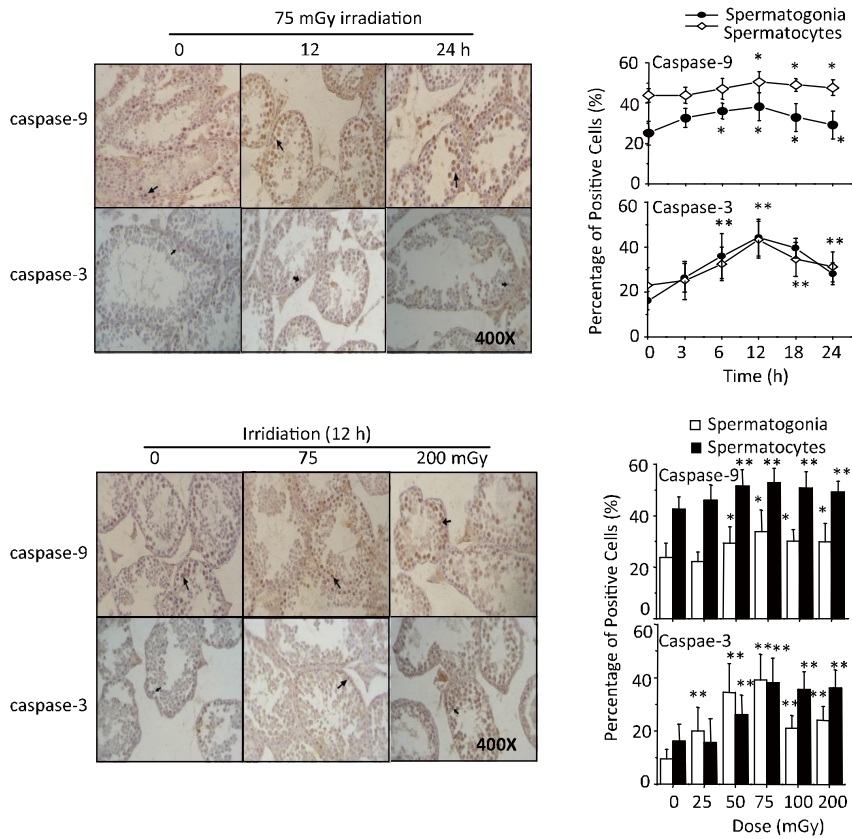 75 mGy irradiation
0 12 24 h
caspase-9
caspase-3
400X
Spermatogonia
Spermatocytes
Percentage of Positive Cells (%)
60
Caspase-9
* * *
40
20
* * * *
0
60
Caspase-3
** ** **
40
20
**
0
0 3 6 12 18 24
Time (h)
Irridiation (12 h)
0 75 200 mGy
caspase-9
caspase-3
400X
Spermatogonia
Spermatocytes
Percentage of Positive Cells (%)
60
Caspase-9
** ** ** **
40
* * * *
20
0
60
Caspae-3
** ** ** ** ** **
40
** ** **
20
0
0 25 50 75 100 200
Dose (mGy)